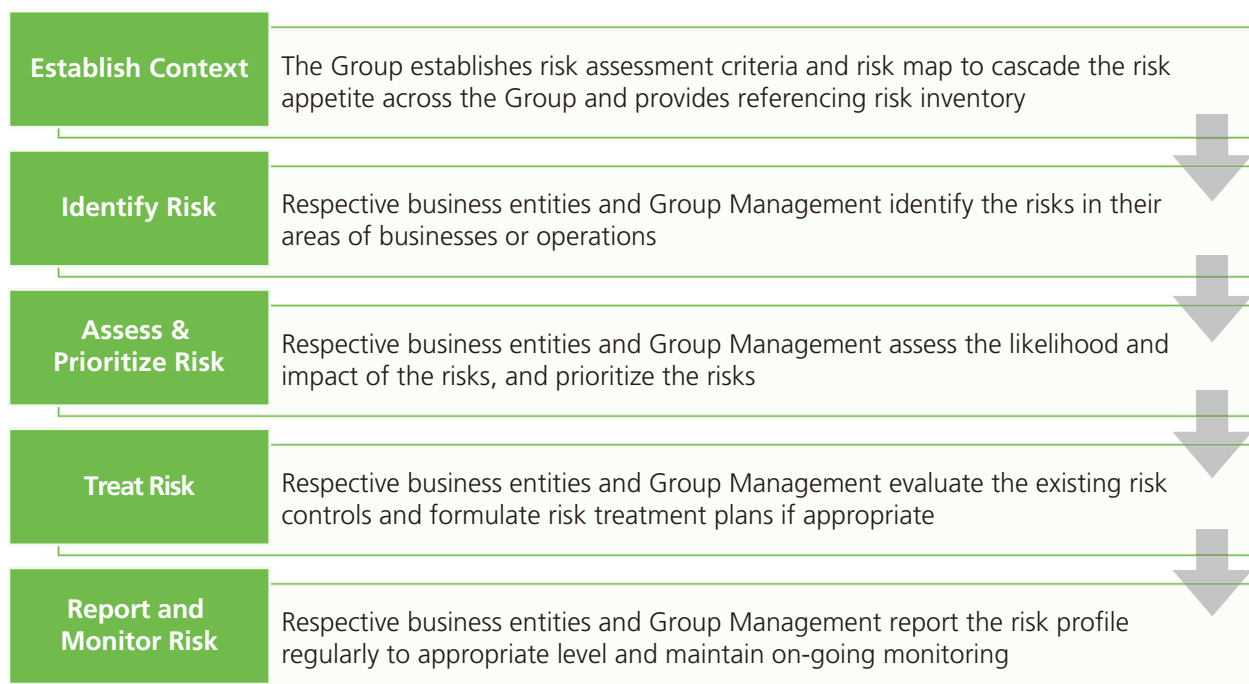 Establish Context
The Group establishes risk assessment criteria and risk map to cascade the risk
appetite across the Group and provides referencing risk inventory
Identify Risk
Respective business entities and Group Management identify the risks in their
areas of businesses or operations
Assess &
Prioritize Risk
Respective business entities and Group Management assess the likelihood and
impact of the risks, and prioritize the risks
Treat Risk
Respective business entities and Group Management evaluate the existing risk
controls and formulate risk treatment plans if appropriate
Report and
Monitor Risk
Respective business entities and Group Management report the risk profile
regularly to appropriate level and maintain on-going monitoring